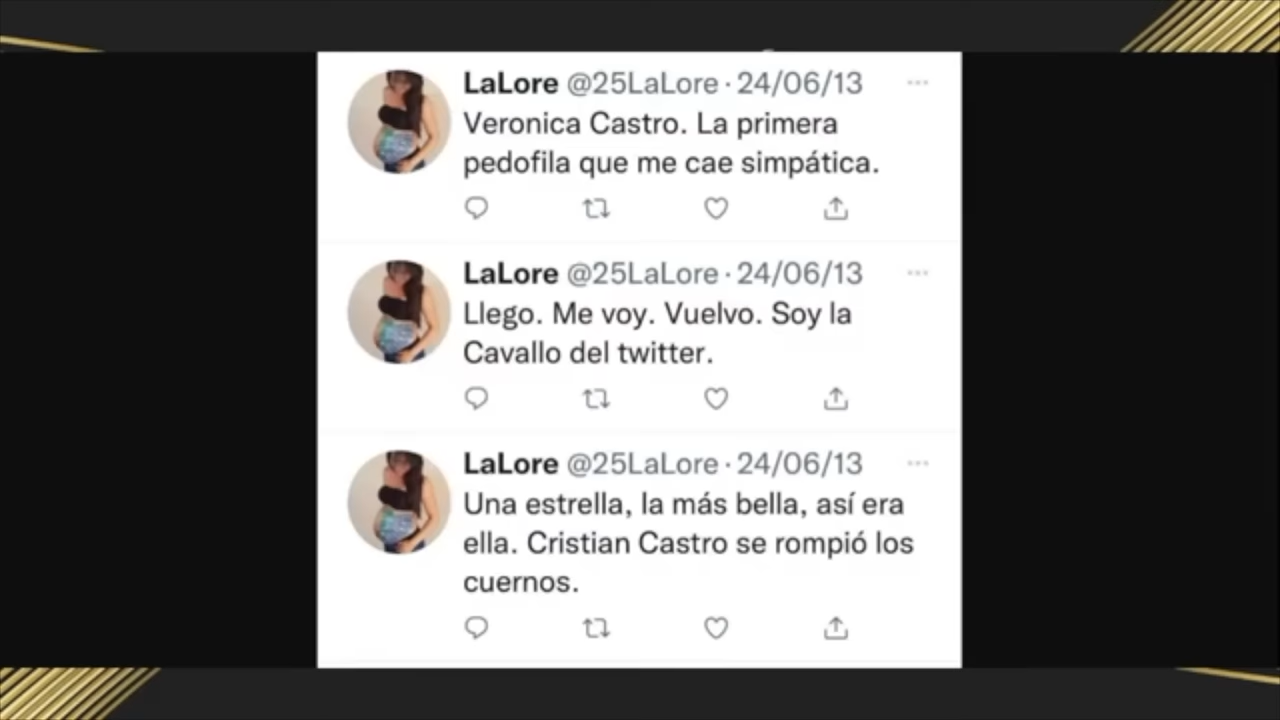 LaLore @25LaLore · 24/06/13
Veronica Castro. La primera
pedofila que me cae simpática.
LaLore @25LaLore · 24/06/13
Llego. Me voy. Vuelvo. Soy la
Cavallo del twitter.
LaLore @25LaLore · 24/06/13
Una estrella, la más bella, así era
ella. Cristian Castro se rompió los
cuernos.